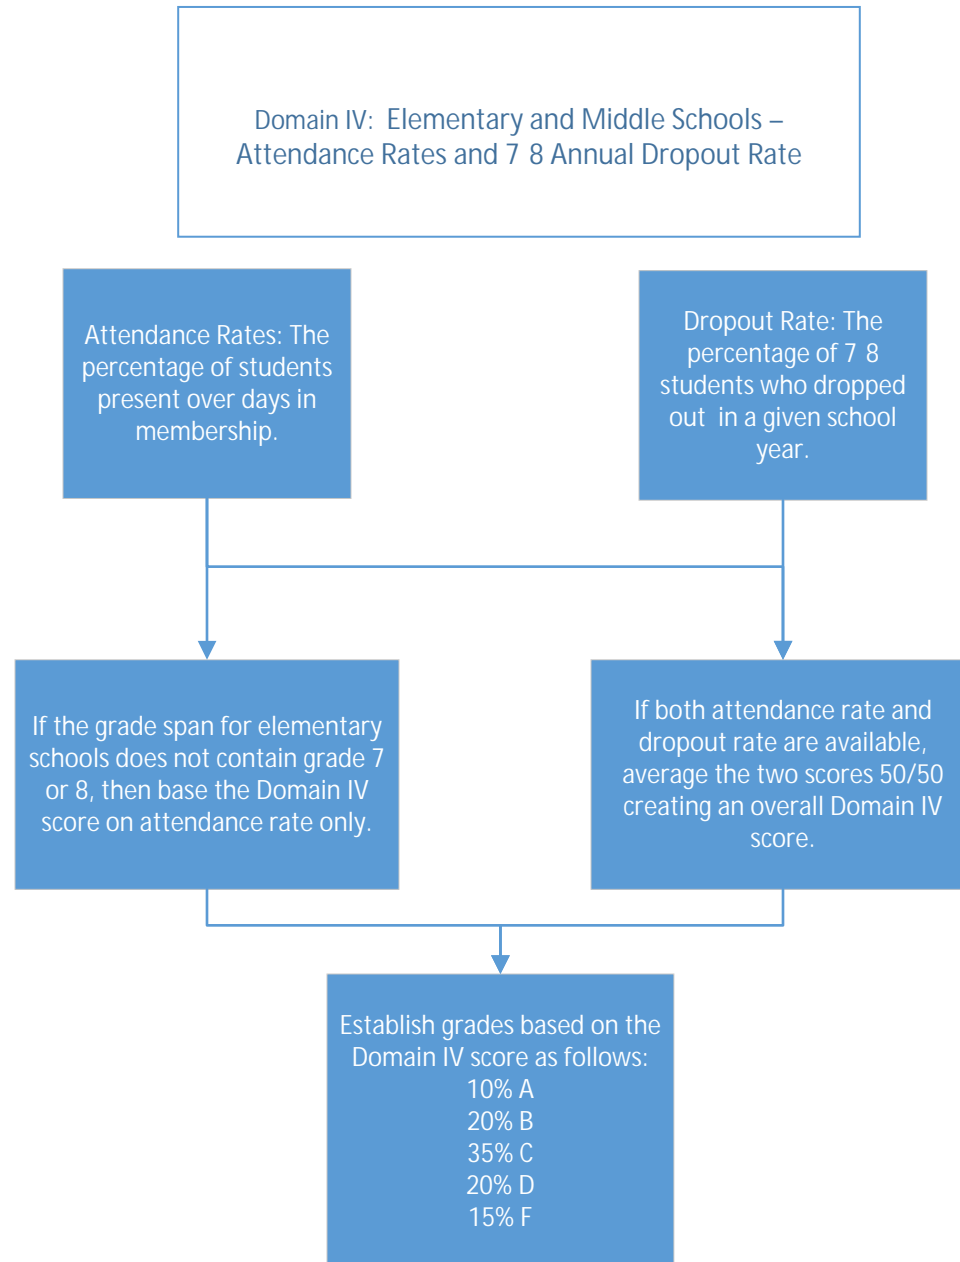 Domain IV: Elementary and Middle Schools –
Attendance Rates and 7 8 Annual Dropout Rate
Attendance Rates: The
percentage of students
present over days in
membership.
Dropout Rate: The
percentage of 7 8
students who dropped
out in a given school
year.
If the grade span for elementary
schools does not contain grade 7
or 8, then base the Domain IV
score on attendance rate only.
If both attendance rate and
dropout rate are available,
average the two scores 50/50
creating an overall Domain IV
score.
Establish grades based on the
Domain IV score as follows:
10% A
20% B
35% C
20% D
15% F